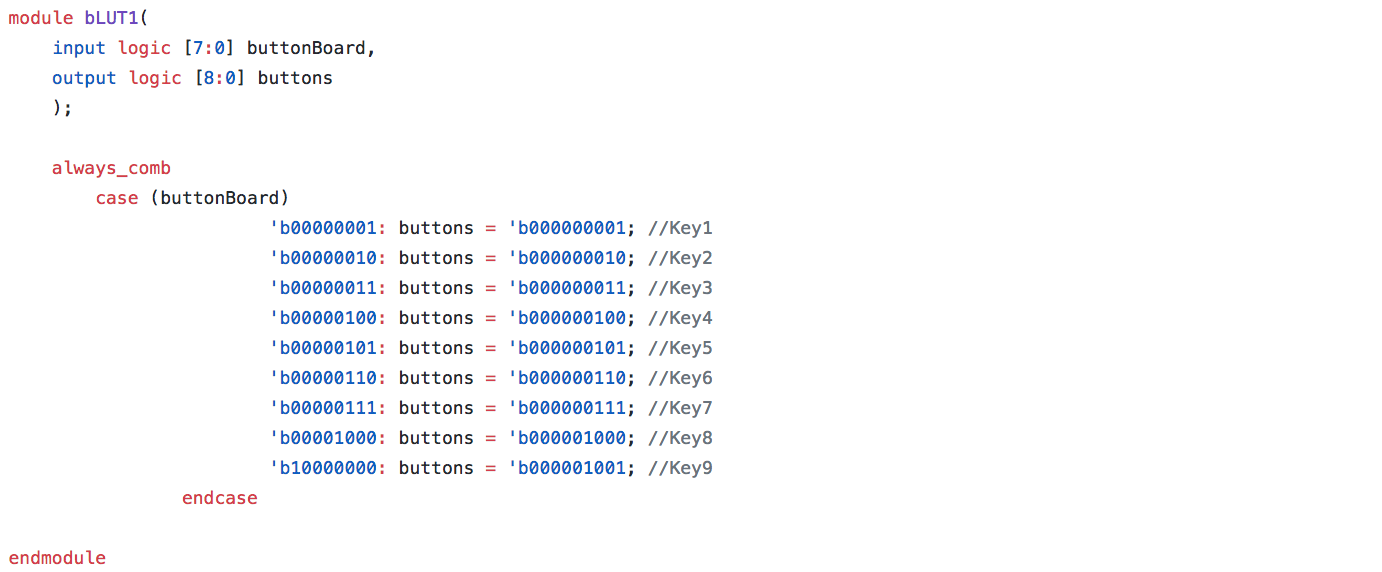 module bLUT1(
    input logic [7:0] buttonBoard,
    output logic [8:0] buttons
    );

    always_comb
        case (buttonBoard)
                        'b00000001: buttons = 'b000000001; //Key1
                        'b00000010: buttons = 'b000000010; //Key2
                        'b00000011: buttons = 'b000000011; //Key3
                        'b00000100: buttons = 'b000000100; //Key4
                        'b00000101: buttons = 'b000000101; //Key5
                        'b00000110: buttons = 'b000000110; //Key6
                        'b00000111: buttons = 'b000000111; //Key7
                        'b00001000: buttons = 'b000001000; //Key8
                        'b10000000: buttons = 'b000001001; //Key9
                endcase

endmodule